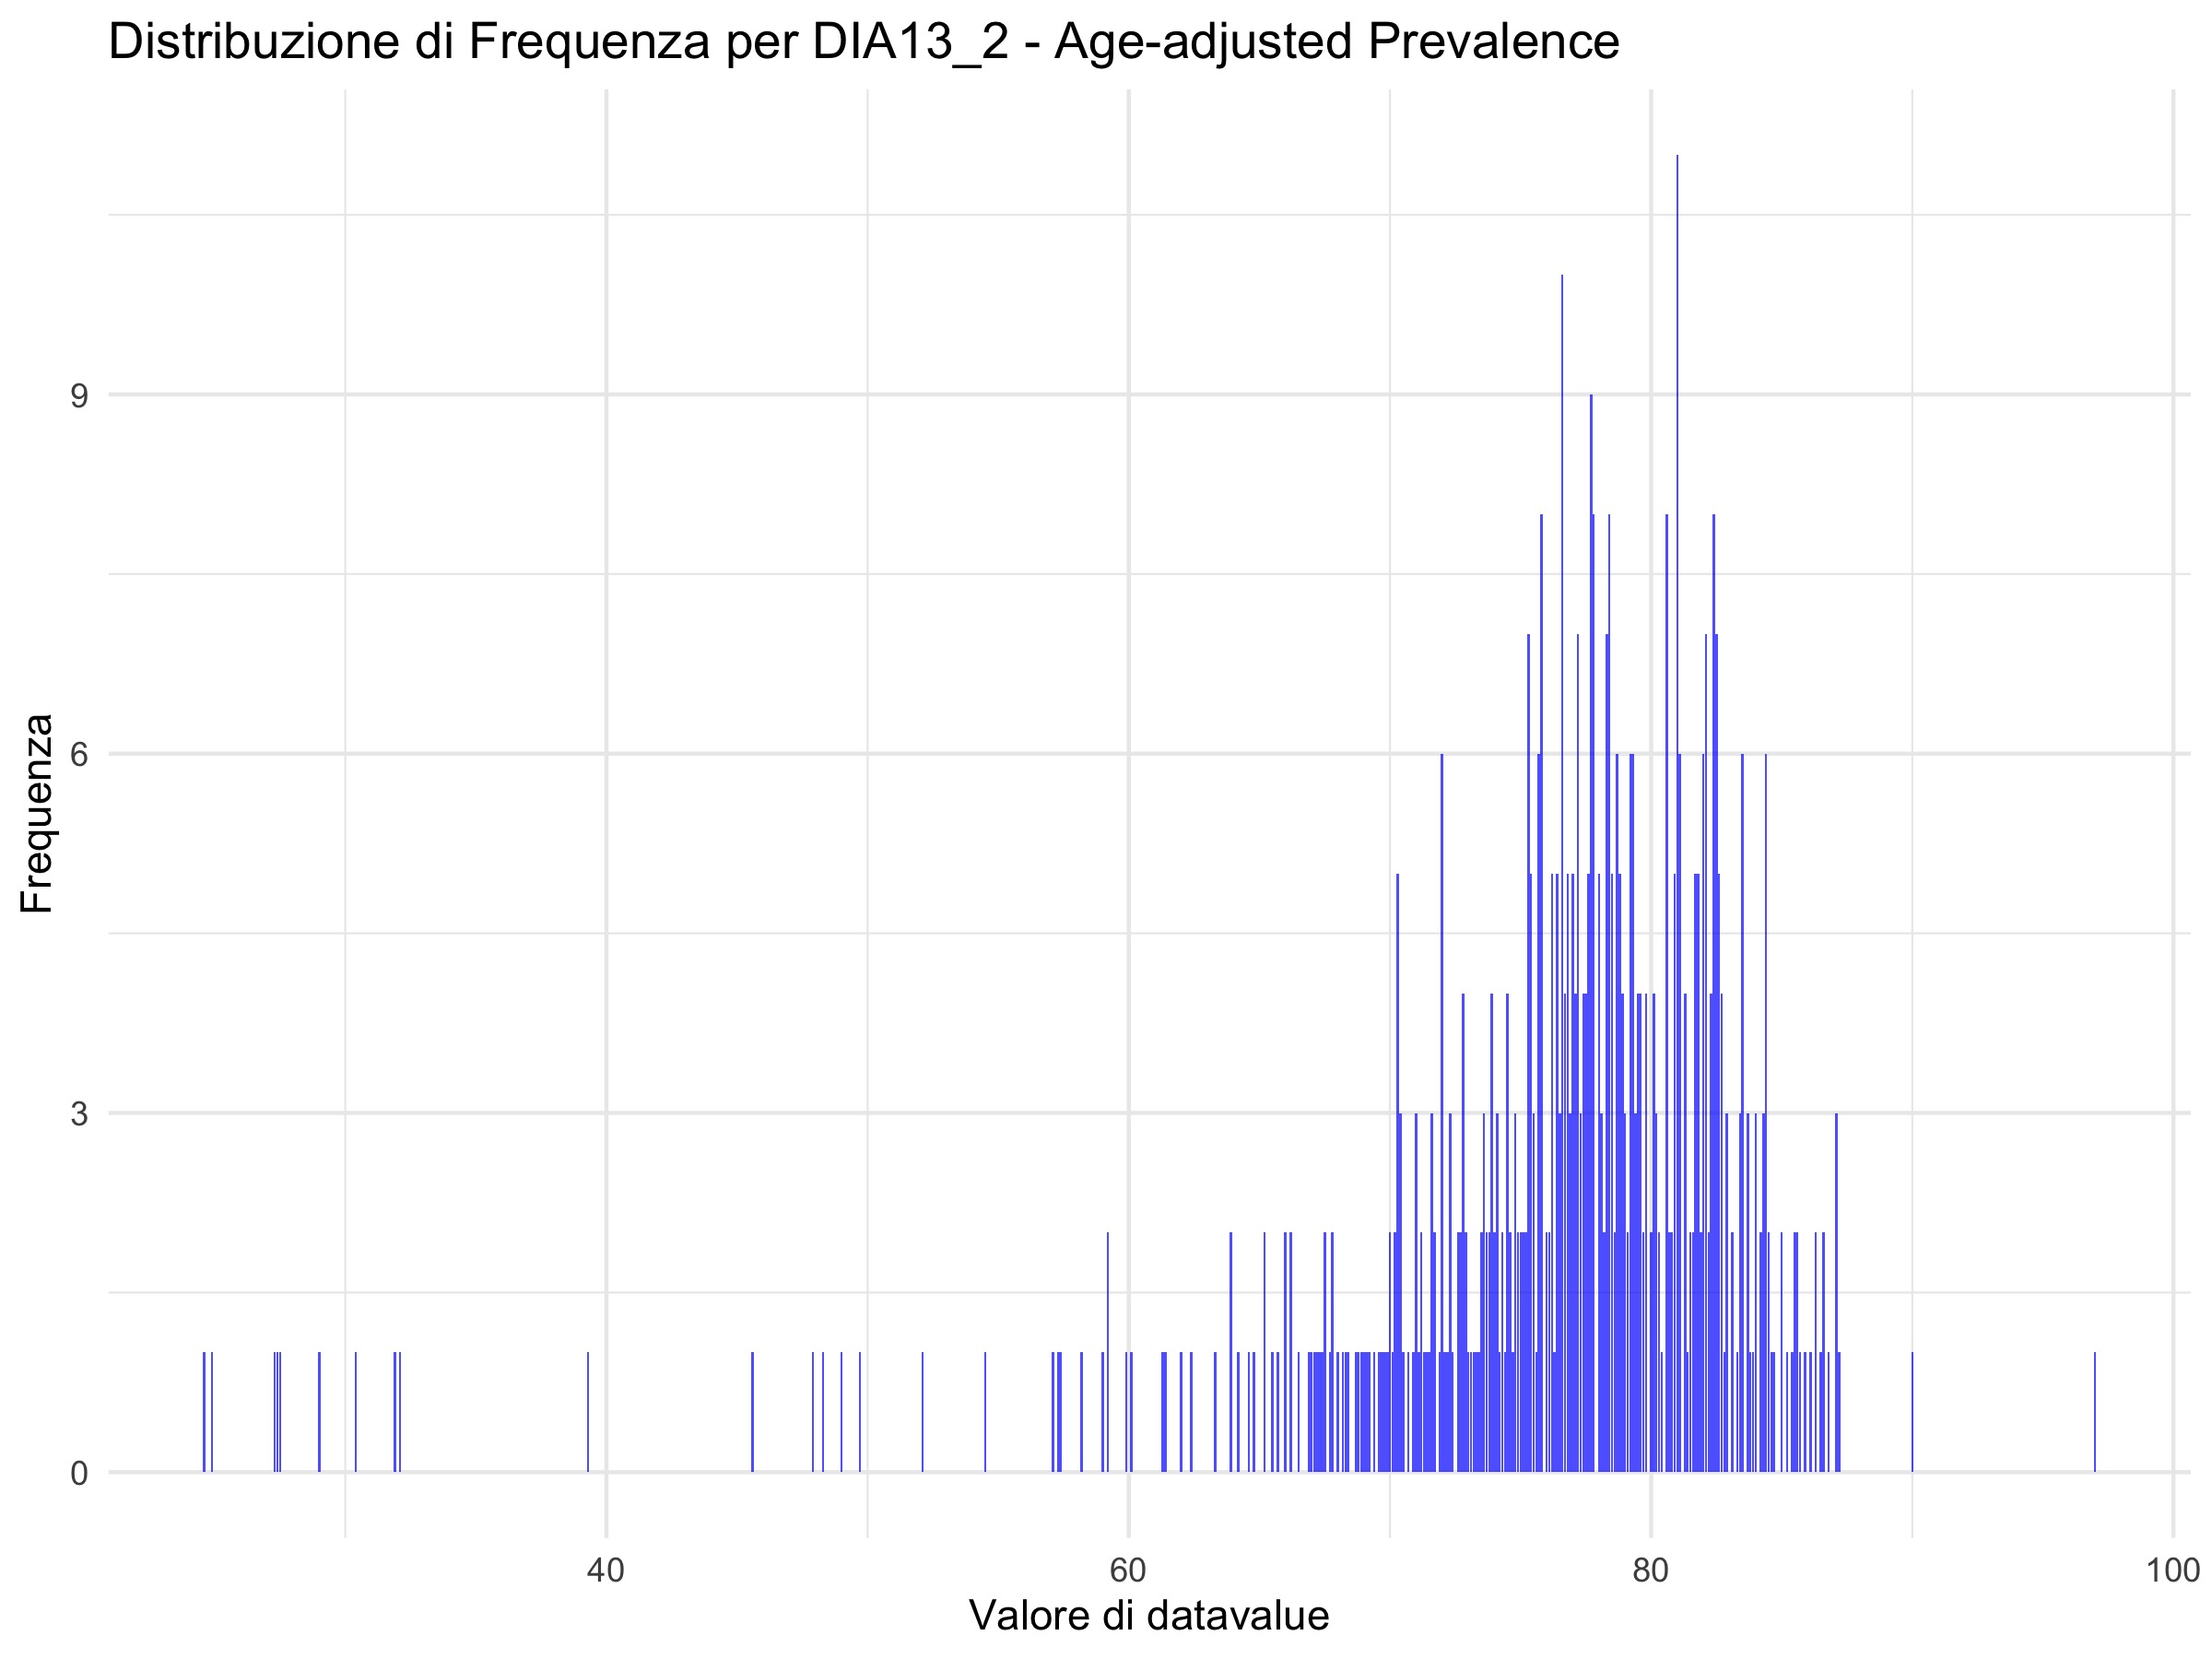 Distribuzione di Frequenza per DIA13_2 - Age-adjusted Prevalence
Frequenza
9
6
3
0
40 60 80 100
Valore di datavalue